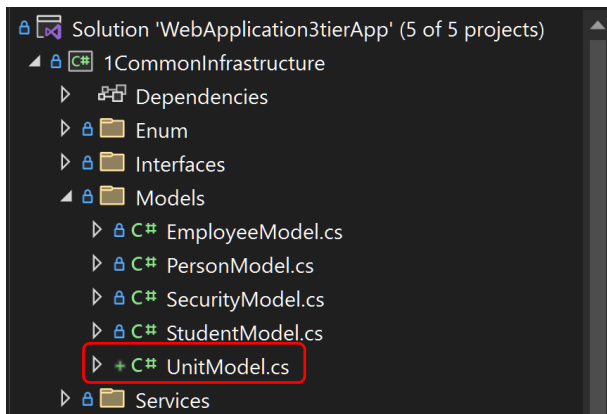 Solution 'WebApplication3tierApp' (5 of 5 projects)
C# 1CommonInfrastructure
Dependencies
Enum
Interfaces
Models
C# EmployeeModel.cs
C# PersonModel.cs
C# SecurityModel.cs
C# StudentModel.cs
+ C# UnitModel.cs
Services